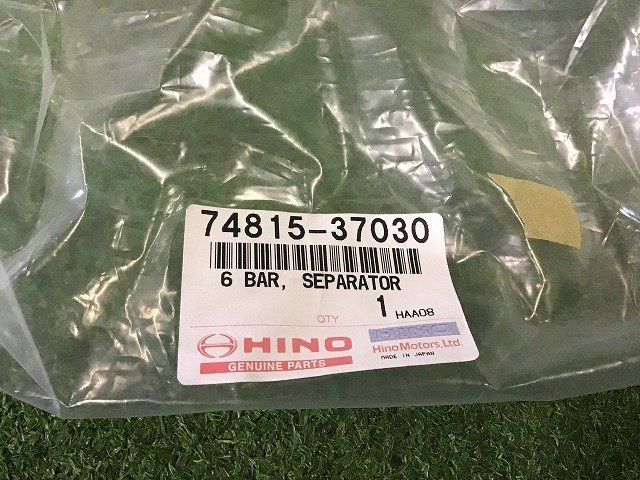 74815-37030
6 BAR, SEPARATOR
QTY 1 HAA08
HINO
GENUINE PARTS
Hino Motors, Ltd.
MADE IN JAPAN